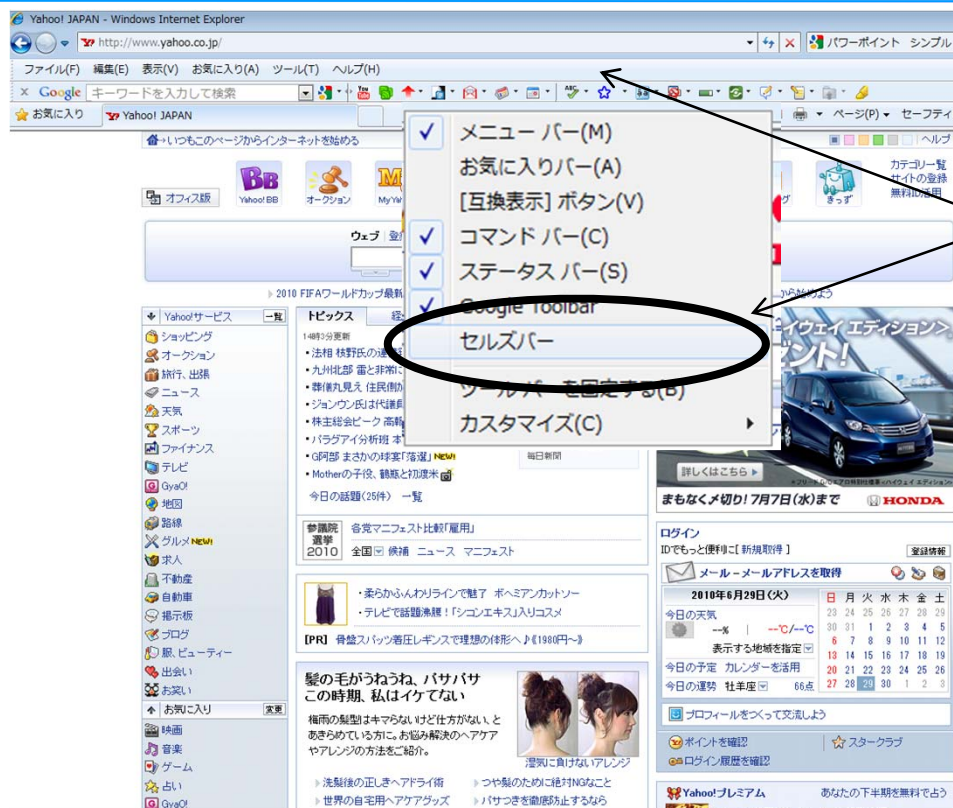 Yahoo! JAPAN - Windows Internet Explorer
http://www.yahoo.co.jp/
パワーポイント シンプル
ファイル(F) 編集(E) 表示(V) お気に入り(A) ツール(T) ヘルプ(H)
× Google キーワードを入力して検索
お気に入り Yahoo! JAPAN
ページ(P) セーフティ
いつもこのページからインターネットを始める
ヘルプ
オフィス版
Yahoo! BB
オークション
きっず
カテゴリ一覧
サイトの登録
無料ID活用
メニュー バー(M)
お気に入りバー(A)
[互換表示] ボタン(V)
コマンド バー(C)
ステータス バー(S)
Google Toolbar
セルズバー
ツール バーを固定する(B)
カスタマイズ(C)
ウェブ
Yahoo!サービス 一覧
ショッピング
オークション
旅行、出張
ニュース
天気
スポーツ
ファイナンス
テレビ
GyaO!
地図
路線
グルメ NEW!
求人
不動産
自動車
掲示板
ブログ
服、ビューティー
出会い
お笑い
お気に入り 変更
映画
音楽
ゲーム
占い
GyaO!
トピックス
・九州北部 雷と非常に
・株主総会ピーク 高報
・パラグアイ分析班 本
・G阿部 まさかの球宴「落選」NEW!
・Motherの子役、鶴瓶と初渡米
今日の話題(25件) 一覧
毎日新聞
参議院選挙2010
各党マニフェスト比較「雇用」
全国 候補 ニュース マニフェスト
・柔らかふんわりラインで魅了 ボヘミアンカットソー
・テレビで話題沸騰!「シコンエキス」入りコスメ
【PR】 骨盤スパッツ着圧レギンスで理想の体形へ♪《1980円〜》
髪の毛がうねうね、パサパサ
この時期、私はイケてない
梅雨の髪型はキマらないけど仕方がない、と
あきらめている方に。お悩み解決のヘアケア
やアレンジの方法をご紹介。
湿気に負けないアレンジ
洗髪後の正しきヘアドライ術
つや髪のために絶対NGなこと
世界の自宅用ヘアケアグッズ
パサつきを徹底防止するなら
詳しくはこちら
まもなく〆切り! 7月7日(水)まで HONDA
ログイン
IDでもっと便利に[ 新規取得 ]
登録情報
メール - メールアドレスを取得
2010年6月29日(火)
今日の天気
--% | --℃/--℃
表示する地域を指定
今日の予定 カレンダーを活用
今日の運勢 牡羊座 66点
日 月 火 水 木 金 土
23 24 25 26 27 28 29
30 31 1 2 3 4 5
6 7 8 9 10 11 12
13 14 15 16 17 18 19
20 21 22 23 24 25 26
27 28 29 30 1 2 3
プロフィールをつくって交流しよう
ポイントを確認
スタークラブ
ログイン履歴を確認
Yahoo!プレミアム
あなたの下半期を無料で占う